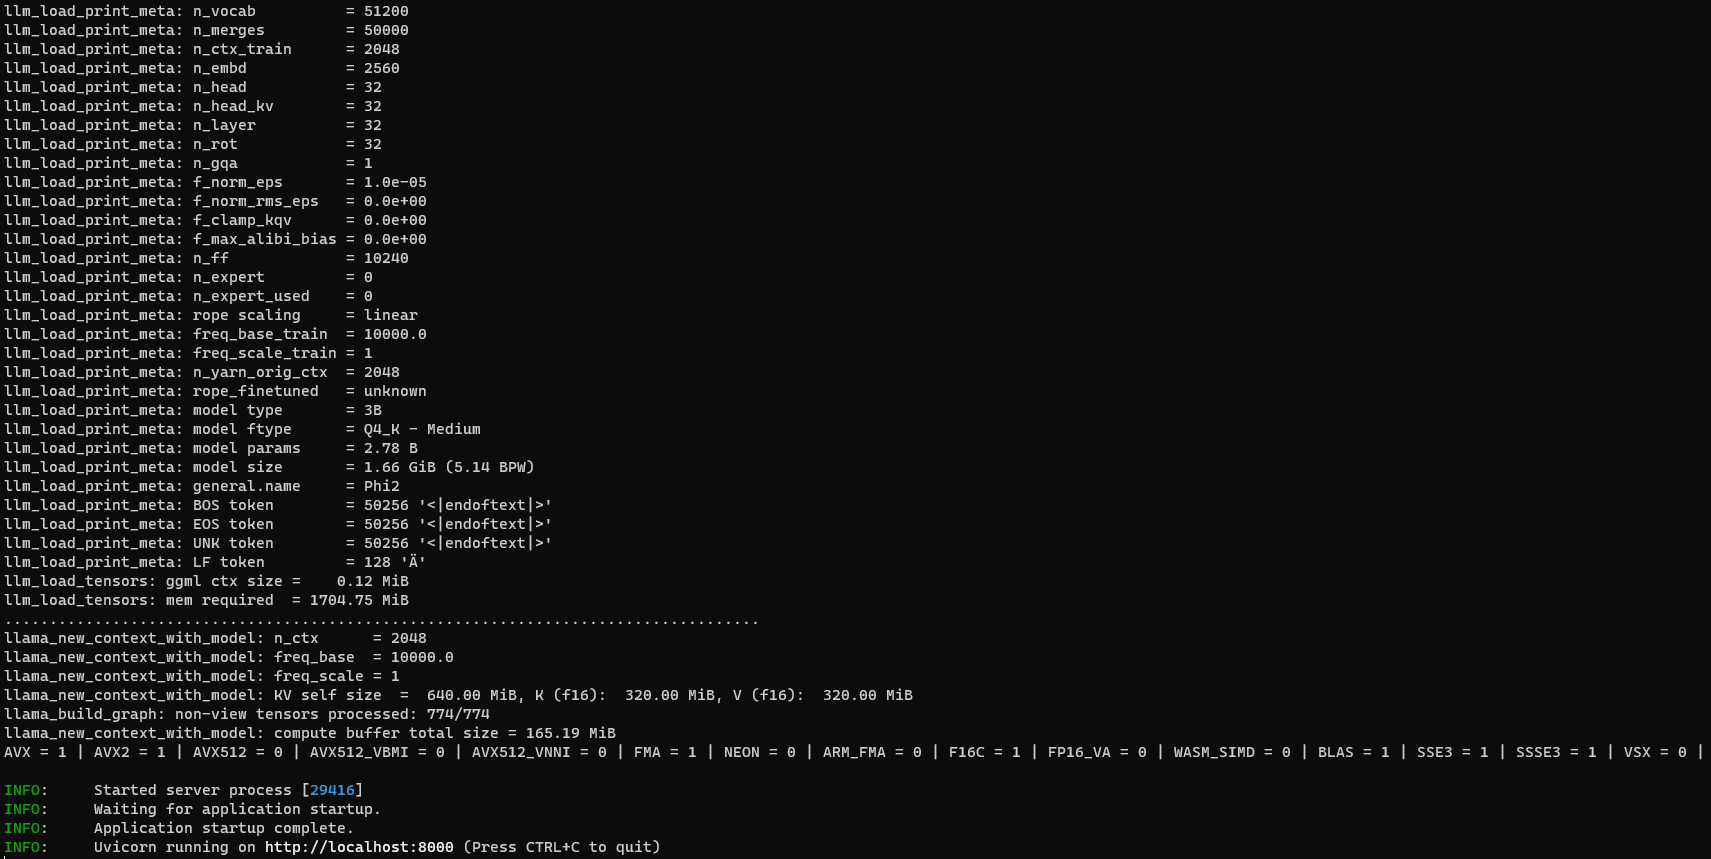 llm_load_print_meta: n_vocab          = 51200
llm_load_print_meta: n_merges         = 50000
llm_load_print_meta: n_ctx_train      = 2048
llm_load_print_meta: n_embd           = 2560
llm_load_print_meta: n_head           = 32
llm_load_print_meta: n_head_kv        = 32
llm_load_print_meta: n_layer          = 32
llm_load_print_meta: n_rot            = 32
llm_load_print_meta: n_gqa            = 1
llm_load_print_meta: f_norm_eps       = 1.0e-05
llm_load_print_meta: f_norm_rms_eps   = 0.0e+00
llm_load_print_meta: f_clamp_kqv      = 0.0e+00
llm_load_print_meta: f_max_alibi_bias = 0.0e+00
llm_load_print_meta: n_ff             = 10240
llm_load_print_meta: n_expert         = 0
llm_load_print_meta: n_expert_used    = 0
llm_load_print_meta: rope scaling     = linear
llm_load_print_meta: freq_base_train  = 10000.0
llm_load_print_meta: freq_scale_train = 1
llm_load_print_meta: n_yarn_orig_ctx  = 2048
llm_load_print_meta: rope_finetuned   = unknown
llm_load_print_meta: model type       = 3B
llm_load_print_meta: model ftype      = Q4_K - Medium
llm_load_print_meta: model params     = 2.78 B
llm_load_print_meta: model size       = 1.66 GiB (5.14 BPW)
llm_load_print_meta: general.name     = Phi2
llm_load_print_meta: BOS token        = 50256 '<|endoftext|>'
llm_load_print_meta: EOS token        = 50256 '<|endoftext|>'
llm_load_print_meta: UNK token        = 50256 '<|endoftext|>'
llm_load_print_meta: LF token         = 128 'Ä'
llm_load_tensors: ggml ctx size =    0.12 MiB
llm_load_tensors: mem required  = 1704.75 MiB
....................................................................................
llama_new_context_with_model: n_ctx      = 2048
llama_new_context_with_model: freq_base  = 10000.0
llama_new_context_with_model: freq_scale = 1
llama_new_context_with_model: KV self size  =  640.00 MiB, K (f16):  320.00 MiB, V (f16):  320.00 MiB
llama_build_graph: non-view tensors processed: 774/774
llama_new_context_with_model: compute buffer total size = 165.19 MiB
AVX = 1 | AVX2 = 1 | AVX512 = 0 | AVX512_VBMI = 0 | AVX512_VNNI = 0 | FMA = 1 | NEON = 0 | ARM_FMA = 0 | F16C = 1 | FP16_VA = 0 | WASM_SIMD = 0 | BLAS = 1 | SSE3 = 1 | SSSE3 = 1 | VSX = 0 |
INFO:     Started server process [29416]
INFO:     Waiting for application startup.
INFO:     Application startup complete.
INFO:     Uvicorn running on http://localhost:8000 (Press CTRL+C to quit)